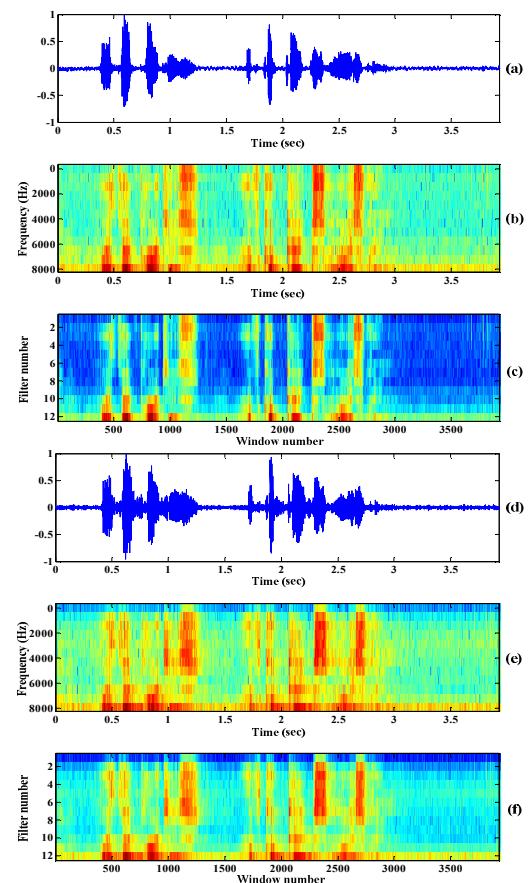 1
0.5
0
-0.5
-1
0 0.5 1 1.5 2 2.5 3 3.5
Time (sec)
(a)
Frequency (Hz)
0
2000
4000
6000
8000
0 0.5 1 1.5 2 2.5 3 3.5
Time (sec)
(b)
Filter number
2
4
6
8
10
12
500 1000 1500 2000 2500 3000 3500
Window number
(c)
1
0.5
0
-0.5
-1
0 0.5 1 1.5 2 2.5 3 3.5
Time (sec)
(d)
Frequency (Hz)
0
2000
4000
6000
8000
0 0.5 1 1.5 2 2.5 3 3.5
Time (sec)
(e)
Filter number
2
4
6
8
10
12
500 1000 1500 2000 2500 3000 3500
Window number
(f)